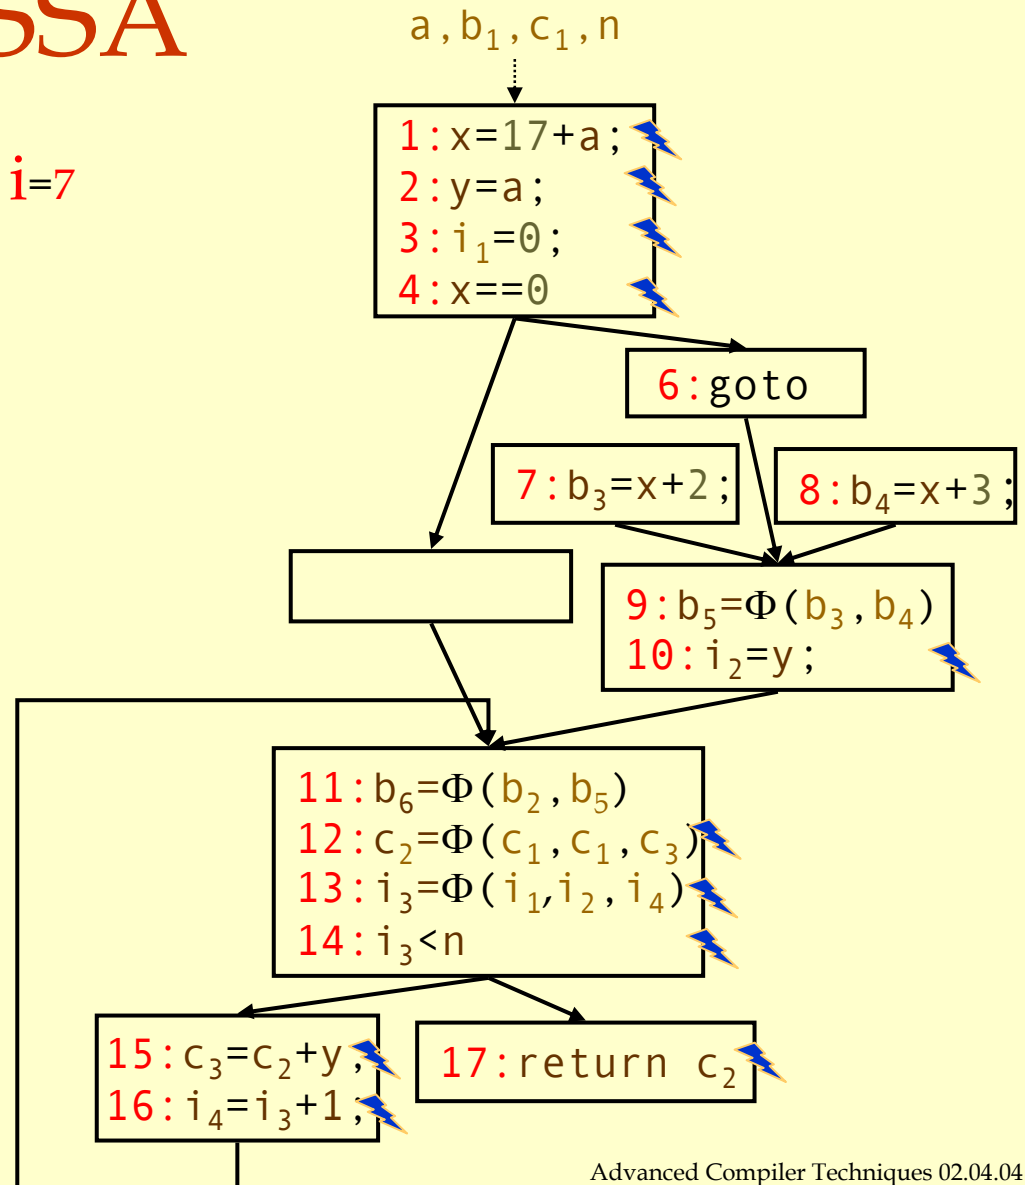 SSA
a,b₁,c₁,n
i=7
1:x=17+a;
2:y=a;
3:i₁=0;
4:x==0
6:goto
7:b₃=x+2;
8:b₄=x+3;
9:b₅=Φ(b₃,b₄)
10:i₂=y;
11:b₆=Φ(b₂,b₅)
12:c₂=Φ(c₁,c₁,c₃)
13:i₃=Φ(i₁,i₂,i₄)
14:i₃<n
15:c₃=c₂+y;
16:i₄=i₃+1;
17:return c₂
Advanced Compiler Techniques 02.04.04